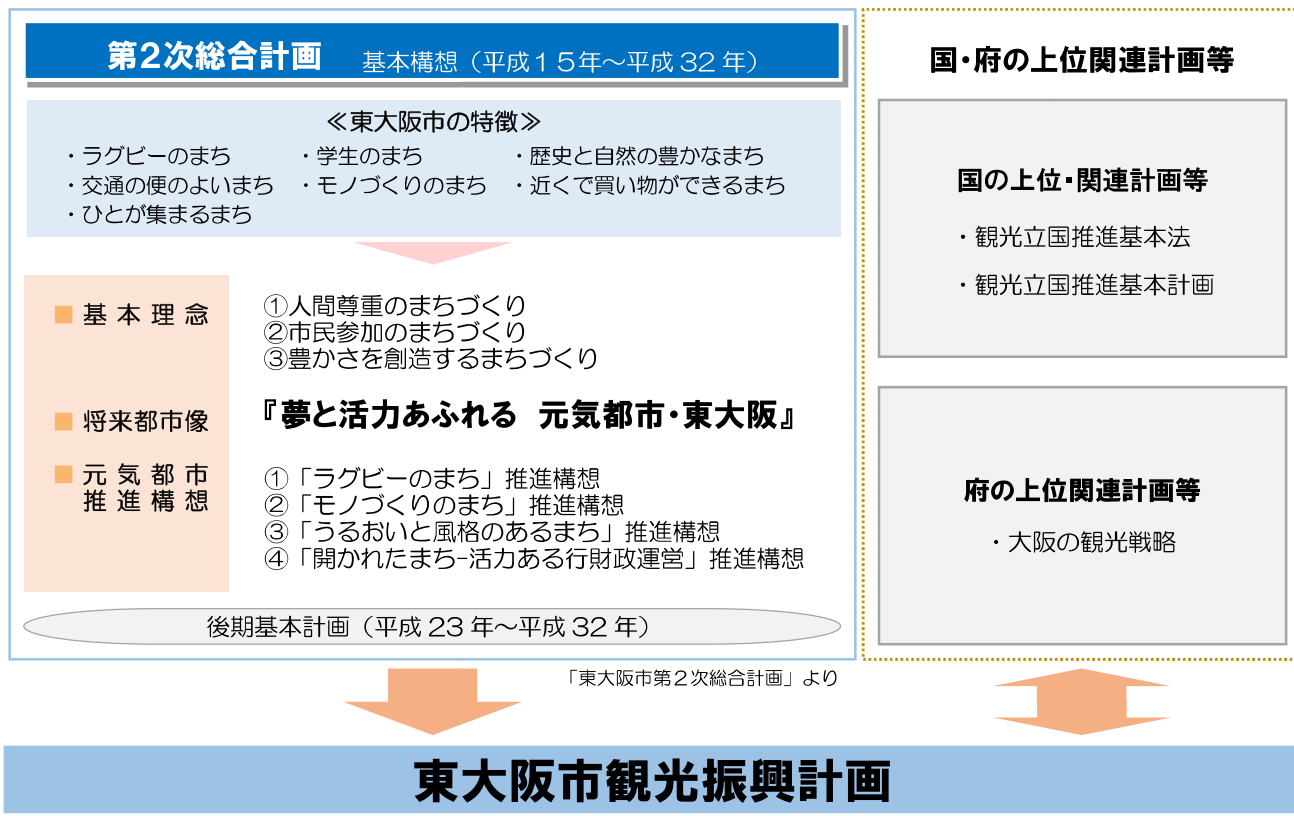 第2次総合計画 基本構想（平成１５年～平成 32 年）
≪東大阪市の特徴≫
・ラグビーのまち ・学生のまち ・歴史と自然の豊かなまち
・交通の便のよいまち ・モノづくりのまち ・近くで買い物ができるまち
・ひとが集まるまち
■ 基本理念
①人間尊重のまちづくり
②市民参加のまちづくり
③豊かさを創造するまちづくり
■ 将来都市像
『夢と活力あふれる 元気都市・東大阪』
■ 元気都市
推進構想
①「ラグビーのまち」推進構想
②「モノづくりのまち」推進構想
③「うるおいと風格のあるまち」推進構想
④「開かれたまち-活力ある行財政運営」推進構想
後期基本計画（平成 23 年～平成 32 年）
「東大阪市第２次総合計画」より
国・府の上位関連計画等
国の上位・関連計画等
・観光立国推進基本法
・観光立国推進基本計画
府の上位関連計画等
・大阪の観光戦略
東大阪市観光振興計画